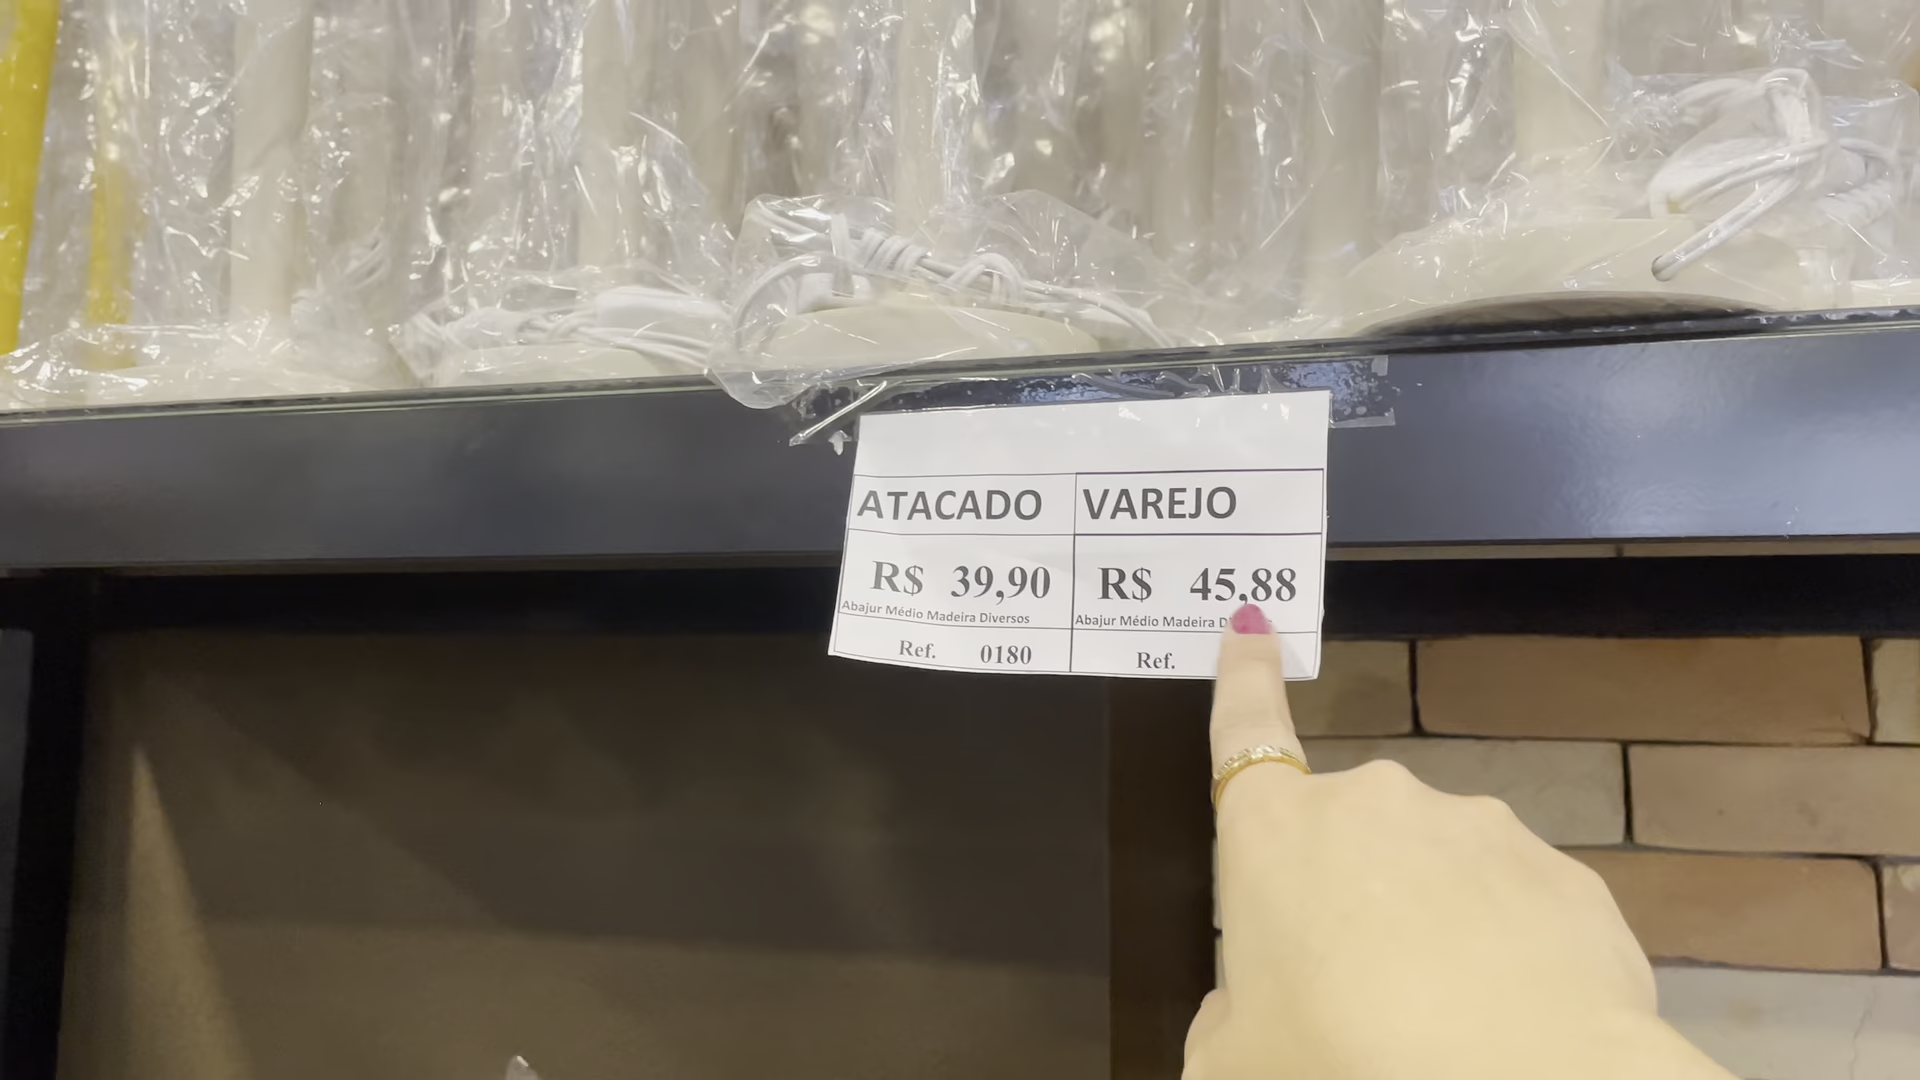 ATACADO VAREJO
R$ 39,90 R$ 45,88
Abajur Médio Madeira Diversos Abajur Médio Madeira
Ref. 0180 Ref.